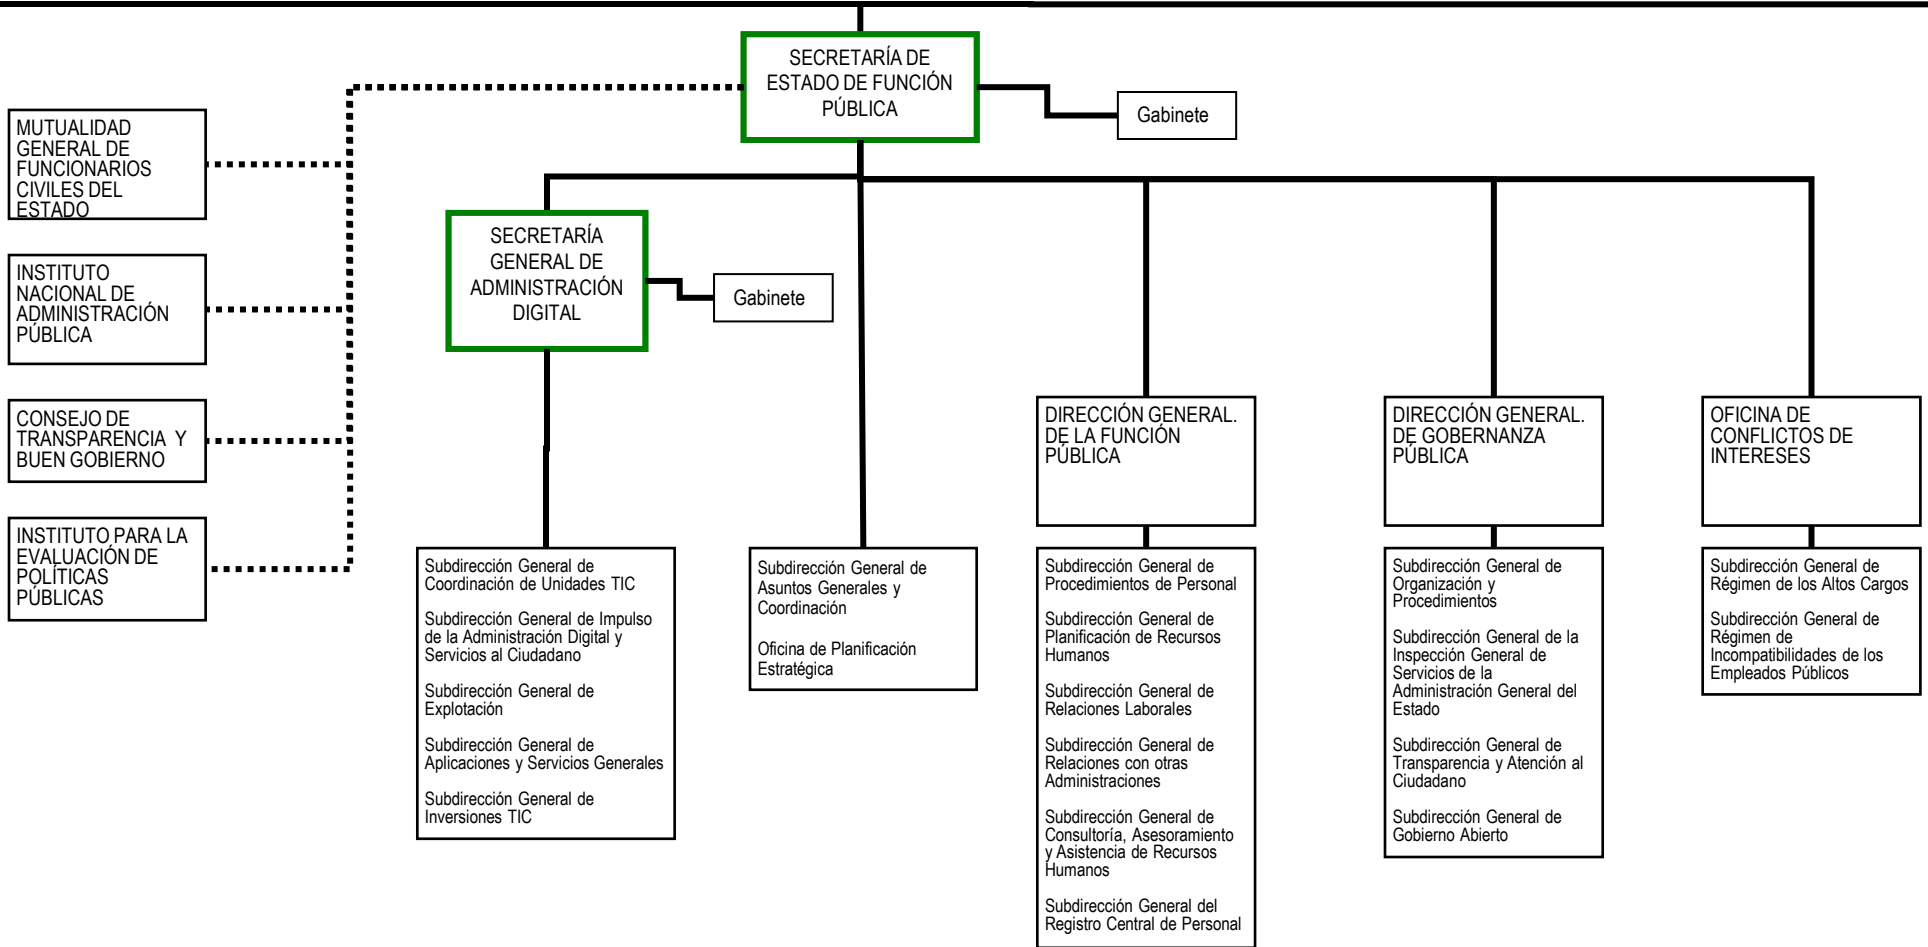 SECRETARÍA DE
ESTADO DE FUNCIÓN
PÚBLICA
Gabinete
MUTUALIDAD
GENERAL DE
FUNCIONARIOS
CIVILES DEL
ESTADO
INSTITUTO
NACIONAL DE
ADMINISTRACIÓN
PÚBLICA
CONSEJO DE
TRANSPARENCIA Y
BUEN GOBIERNO
INSTITUTO PARA LA
EVALUACIÓN DE
POLÍTICAS
PÚBLICAS
SECRETARÍA
GENERAL DE
ADMINISTRACIÓN
DIGITAL
Gabinete
DIRECCIÓN GENERAL.
DE LA FUNCIÓN
PÚBLICA
DIRECCIÓN GENERAL.
DE GOBERNANZA
PÚBLICA
OFICINA DE
CONFLICTOS DE
INTERESES
Subdirección General de
Coordinación de Unidades TIC
Subdirección General de Impulso
de la Administración Digital y
Servicios al Ciudadano
Subdirección General de
Explotación
Subdirección General de
Aplicaciones y Servicios Generales
Subdirección General de
Inversiones TIC
Subdirección General de
Asuntos Generales y
Coordinación
Oficina de Planificación
Estratégica
Subdirección General de
Procedimientos de Personal
Subdirección General de
Planificación de Recursos
Humanos
Subdirección General de
Relaciones Laborales
Subdirección General de
Relaciones con otras
Administraciones
Subdirección General de
Consultoría, Asesoramiento
y Asistencia de Recursos
Humanos
Subdirección General del
Registro Central de Personal
Subdirección General de
Organización y
Procedimientos
Subdirección General de la
Inspección General de
Servicios de la
Administración General del
Estado
Subdirección General de
Transparencia y Atención al
Ciudadano
Subdirección General de
Gobierno Abierto
Subdirección General de
Régimen de los Altos Cargos
Subdirección General de
Régimen de
Incompatibilidades de los
Empleados Públicos